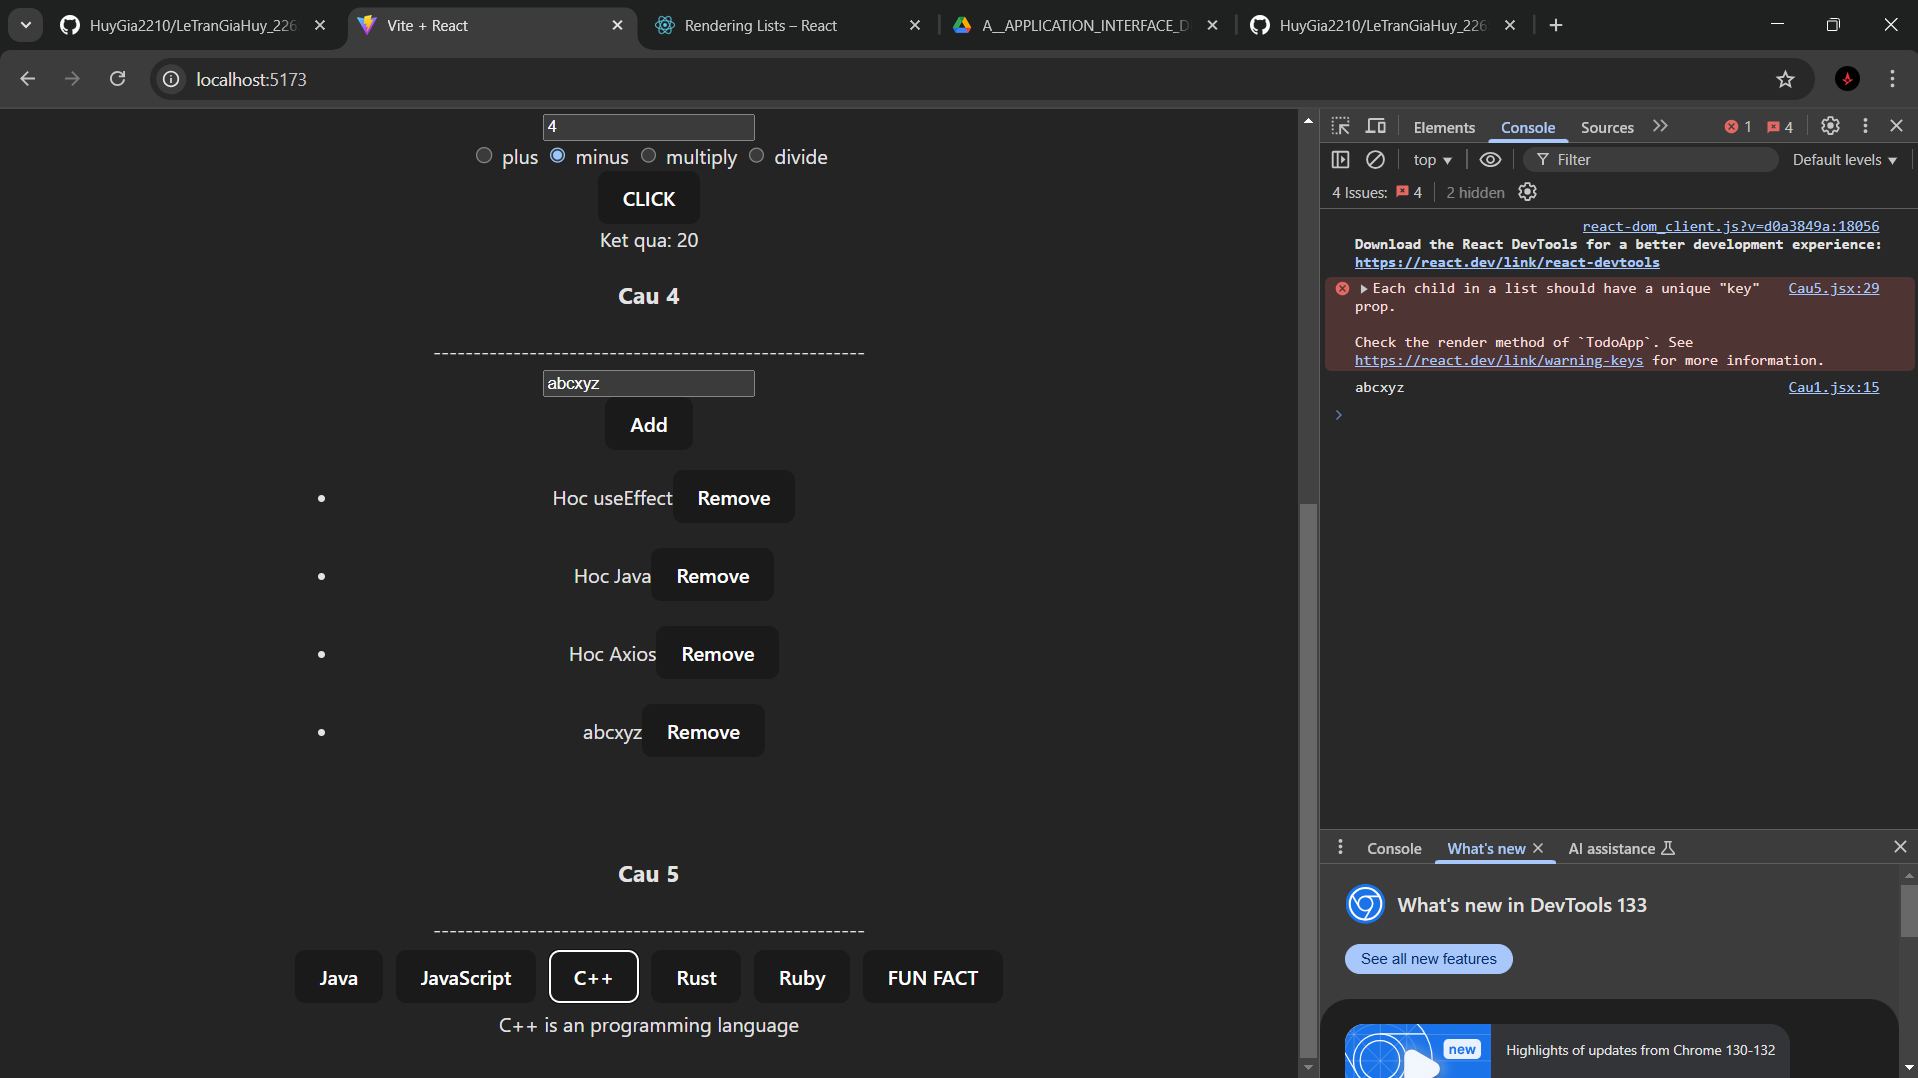 HuyGia2210/LeTranGiaHuy_226
Vite + React
Rendering Lists – React
A__APPLICATION_INTERFACE_D
HuyGia2210/LeTranGiaHuy_226
localhost:5173
4
plus minus multiply divide
CLICK
Ket qua: 20
Cau 4
------------------------------------------------------
abcxyz
Add
Hoc useEffect Remove
Hoc Java Remove
Hoc Axios Remove
abcxyz Remove
Cau 5
------------------------------------------------------
Java JavaScript C++ Rust Ruby FUN FACT
C++ is an programming language
Elements Console Sources 1 4
top Filter Default levels
4 Issues: 4 2 hidden
react-dom_client.js?v=d0a3849a:18056
Download the React DevTools for a better development experience:
https://react.dev/link/react-devtools
Each child in a list should have a unique "key" Cau5.jsx:29
prop.
Check the render method of `TodoApp`. See
https://react.dev/link/warning-keys for more information.
abcxyz Cau1.jsx:15
Console What's new AI assistance
What's new in DevTools 133
See all new features
new Highlights of updates from Chrome 130-132